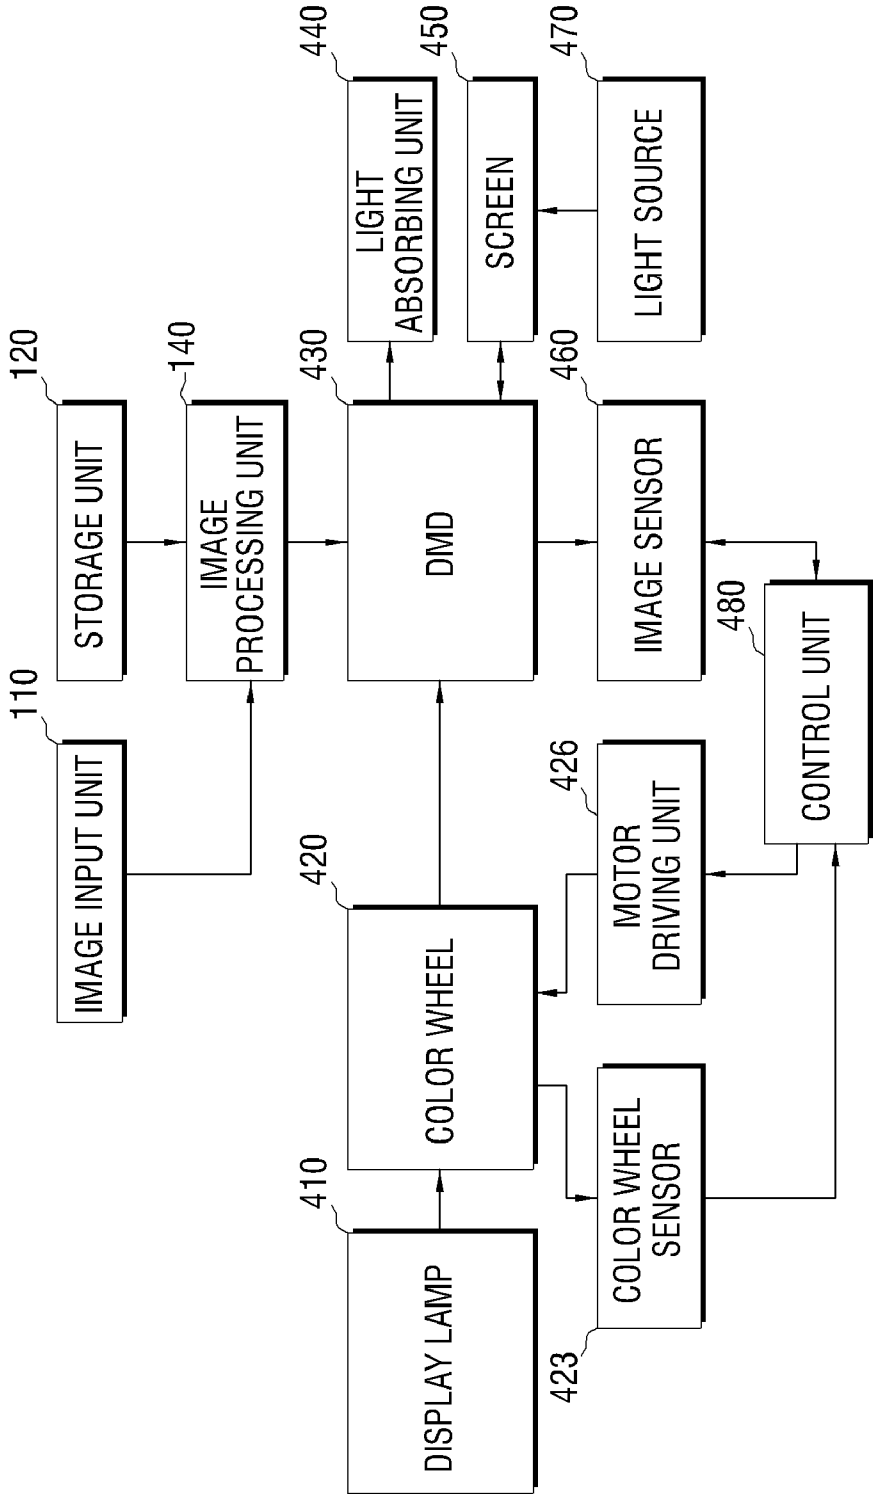 110
IMAGE INPUT UNIT
120
STORAGE UNIT
140
IMAGE
PROCESSING UNIT
410
DISPLAY LAMP
420
COLOR WHEEL
430
DMD
440
LIGHT
ABSORBING UNIT
450
SCREEN
423
COLOR WHEEL
SENSOR
426
MOTOR
DRIVING UNIT
460
IMAGE SENSOR
470
LIGHT SOURCE
480
CONTROL UNIT